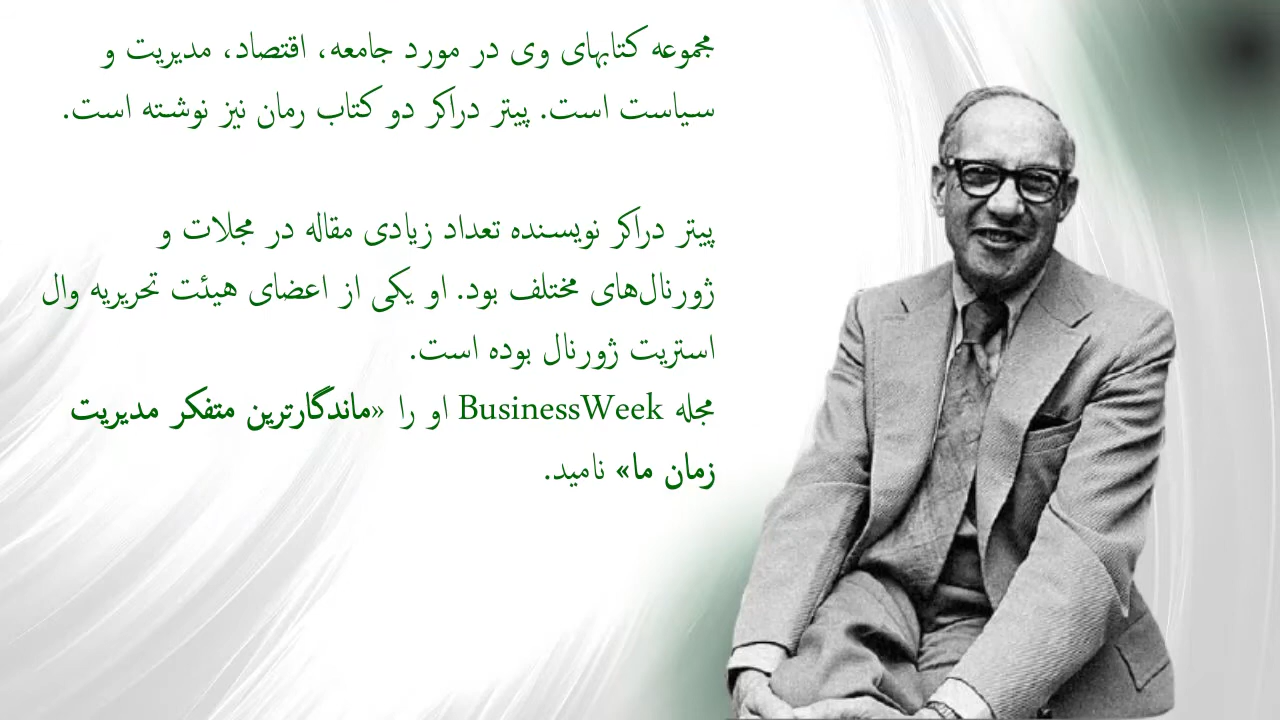 مجموعه کتابهای وی در مورد جامعه، اقتصاد، مدیریت و
سیاست است. پیتر دراکر دو کتاب رمان نیز نوشته است.
پیتر دراکر نویسنده تعداد زیادی مقاله در مجلات و
ژورنال‌های مختلف بود. او یکی از اعضای هیئت تحریریه وال
استریت ژورنال بوده است.
مجله BusinessWeek او را «ماندگارترین متفکر مدیریت
زمان ما» نامید.